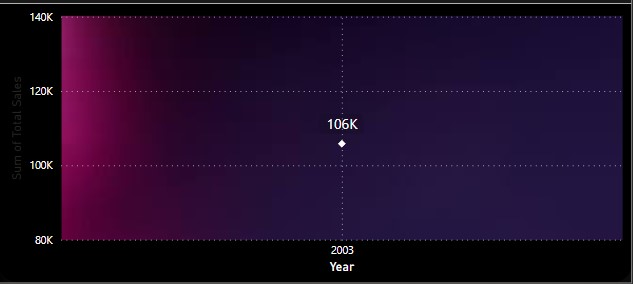 140K
120K
106K
100K
80K
Sum of Total Sales
2003
Year